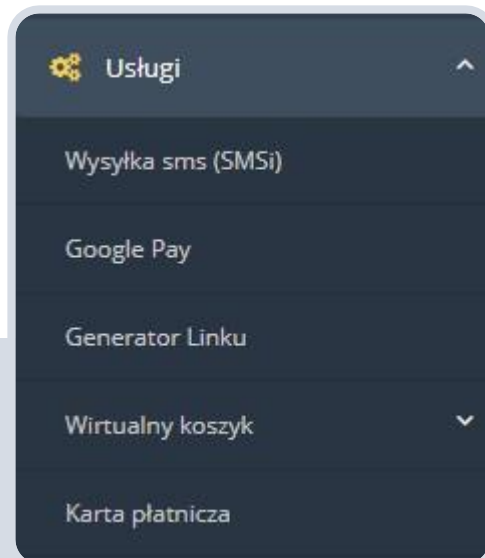 Usługi
Wysyłka sms (SMSi)
Google Pay
Generator Linku
Wirtualny koszyk
Karta płatnicza